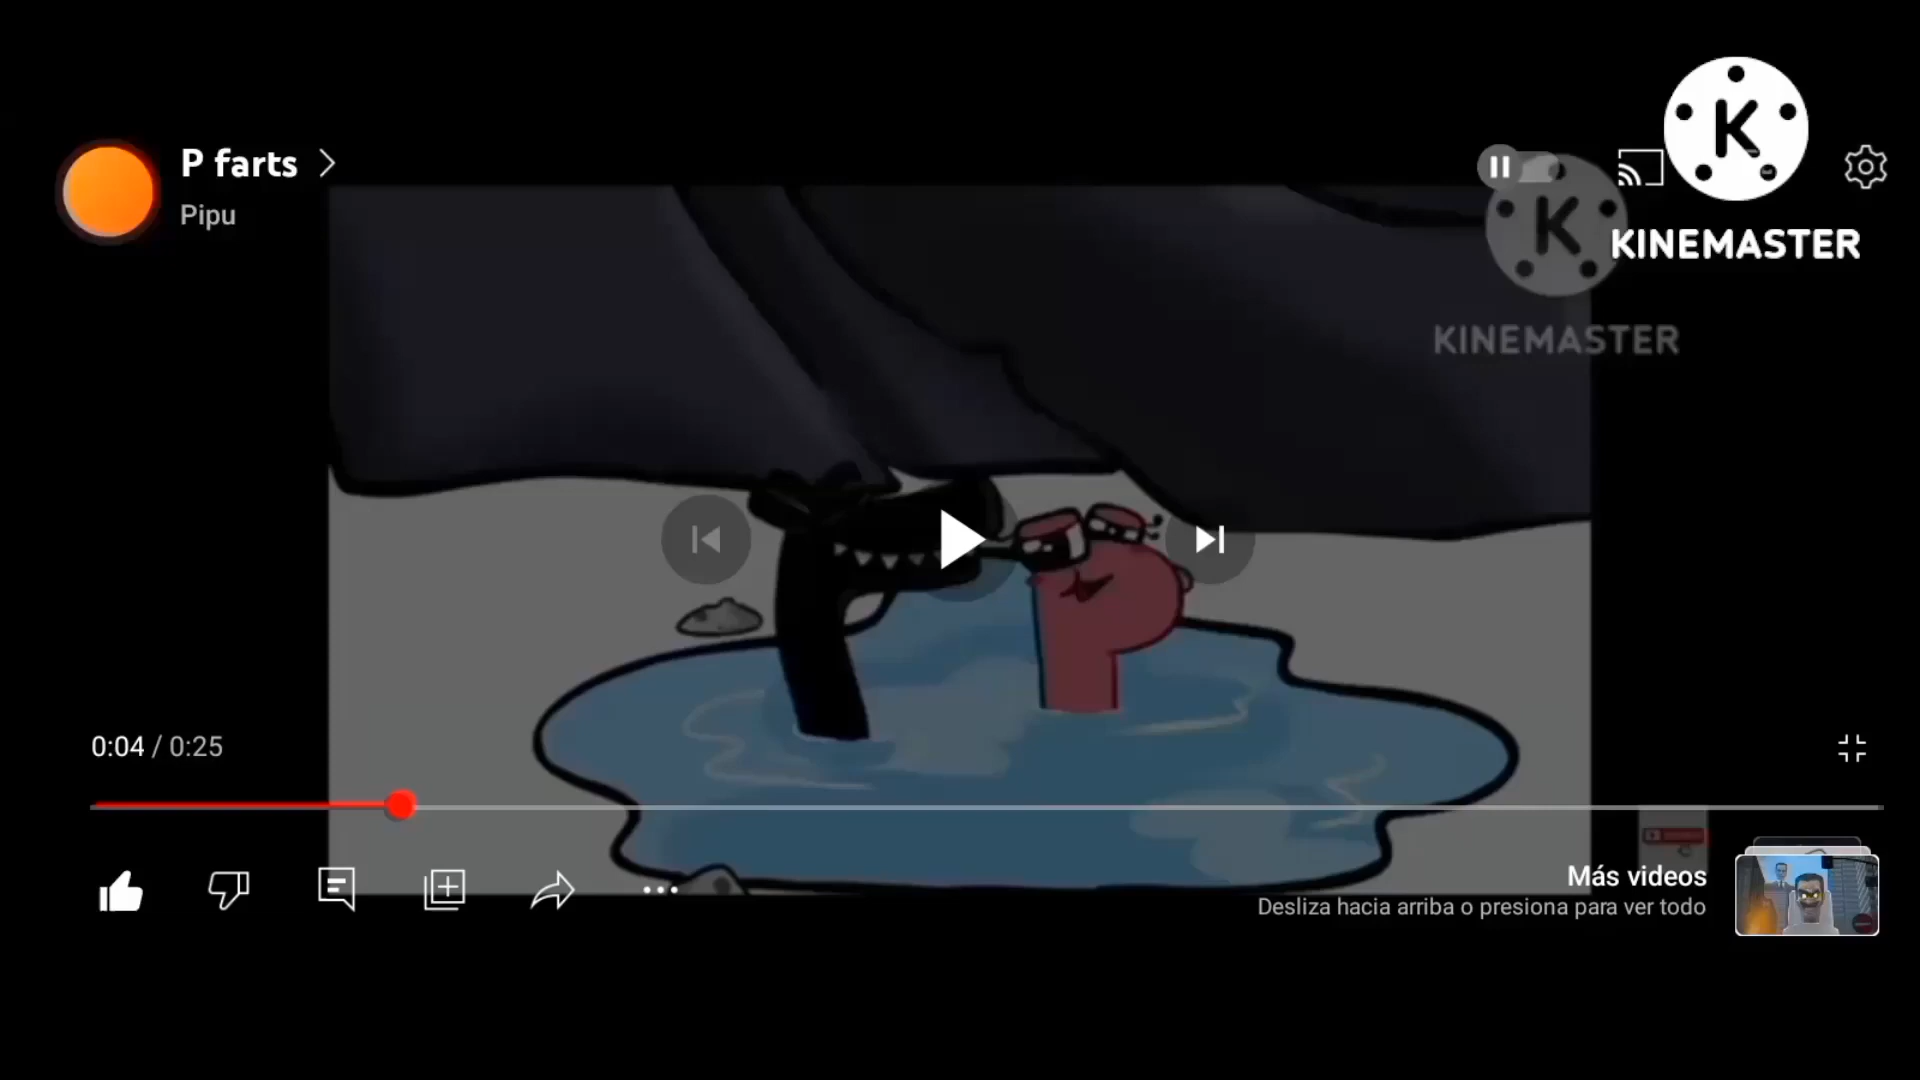 P farts
Pipu
K
KINEMASTER
K
KINEMASTER
0:04 / 0:25
Más videos
Desliza hacia arriba o presiona para ver todo